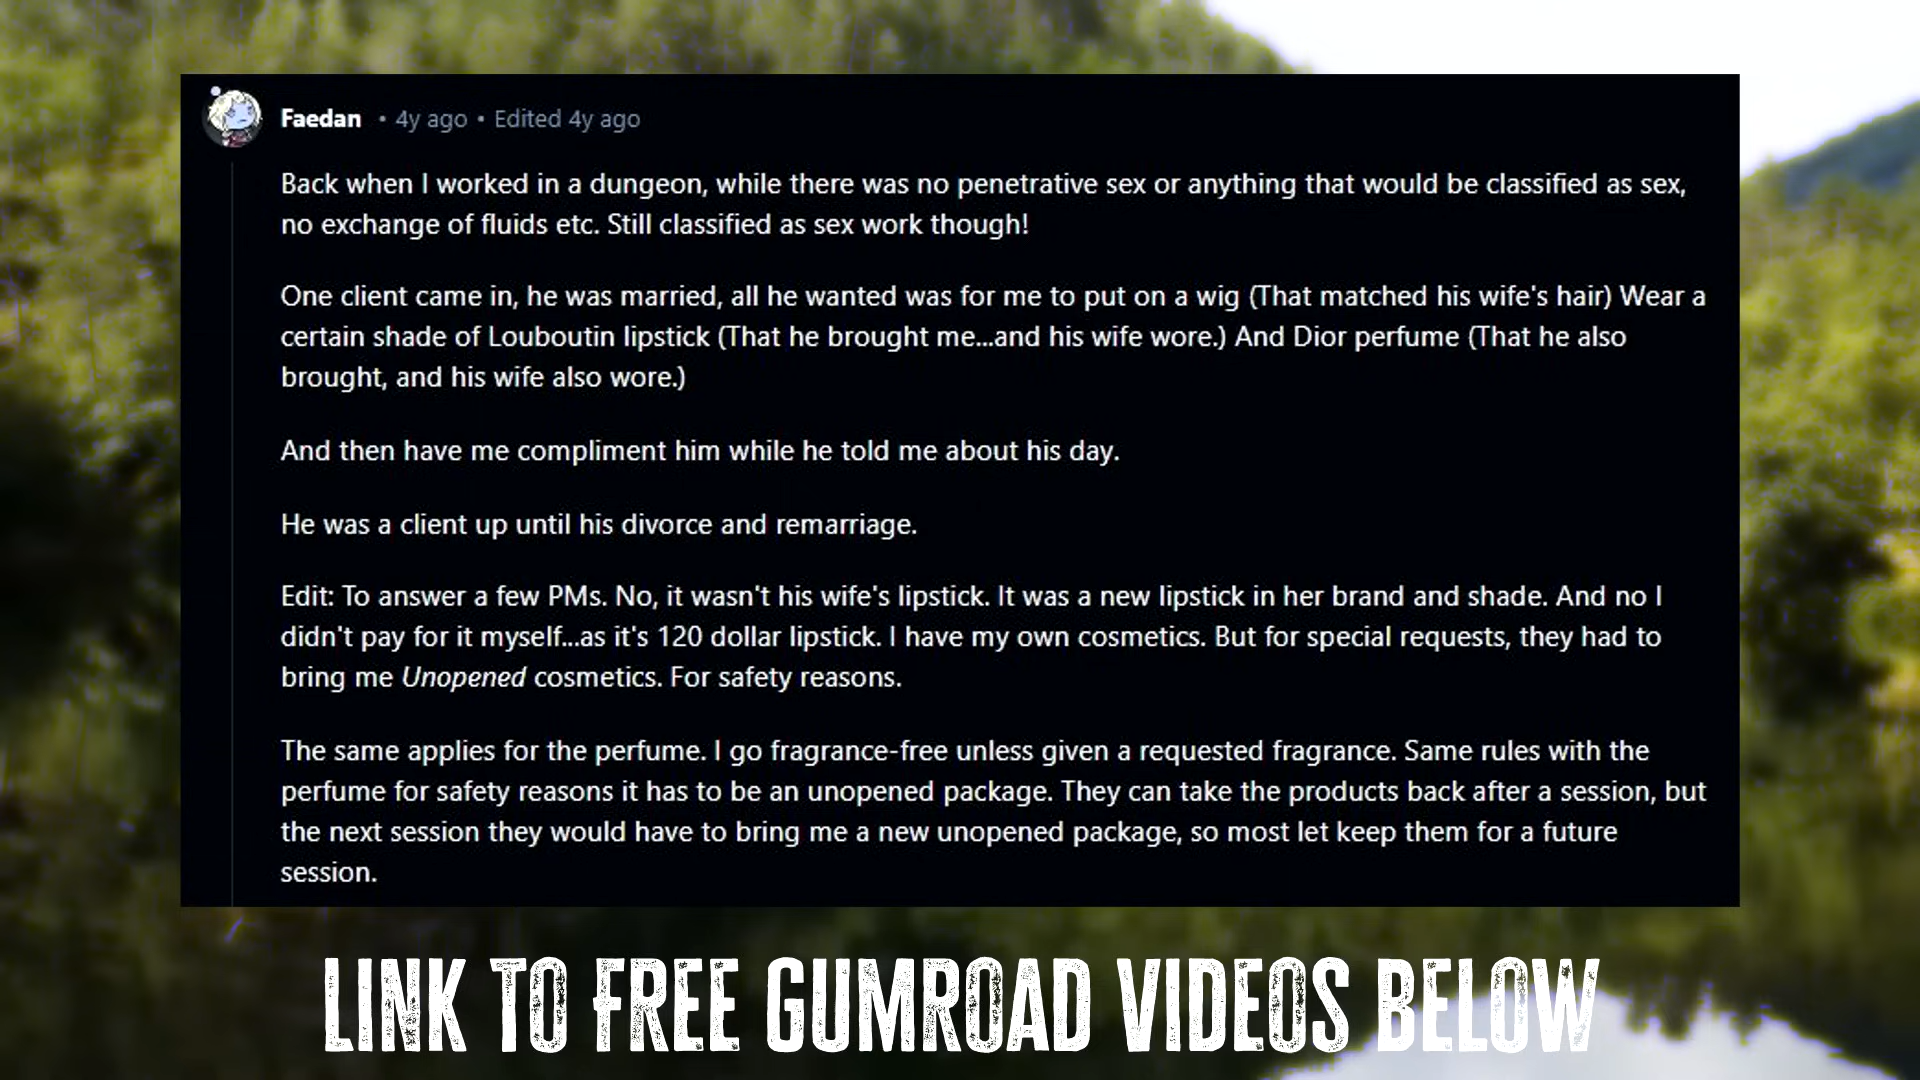 Faedan • 4y ago • Edited 4y ago
Back when I worked in a dungeon, while there was no penetrative sex or anything that would be classified as sex,
no exchange of fluids etc. Still classified as sex work though!
One client came in, he was married, all he wanted was for me to put on a wig (That matched his wife's hair) Wear a
certain shade of Louboutin lipstick (That he brought me...and his wife wore.) And Dior perfume (That he also
brought, and his wife also wore.)
And then have me compliment him while he told me about his day.
He was a client up until his divorce and remarriage.
Edit: To answer a few PMs. No, it wasn't his wife's lipstick. It was a new lipstick in her brand and shade. And no I
didn't pay for it myself...as it's 120 dollar lipstick. I have my own cosmetics. But for special requests, they had to
bring me Unopened cosmetics. For safety reasons.
The same applies for the perfume. I go fragrance-free unless given a requested fragrance. Same rules with the
perfume for safety reasons it has to be an unopened package. They can take the products back after a session, but
the next session they would have to bring me a new unopened package, so most let keep them for a future
session.
LINK TO FREE GUMROAD VIDEOS BELOW